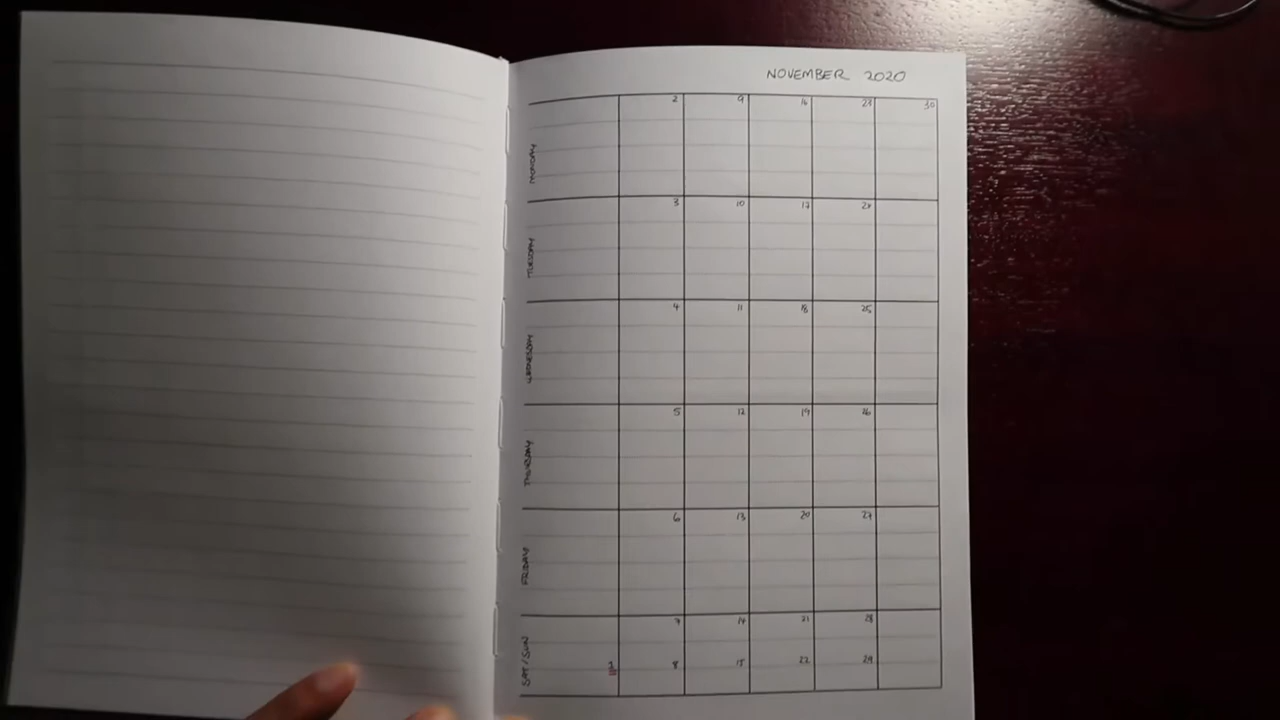 NOVEMBER 2020
MONDAY 2 9 16 23 30
TUESDAY 3 10 17 24
WEDNESDAY 4 11 18 25
THURSDAY 5 12 19 26
FRIDAY 6 13 20 27
SAT/SUN 7 14 21 28
8 15 22 29